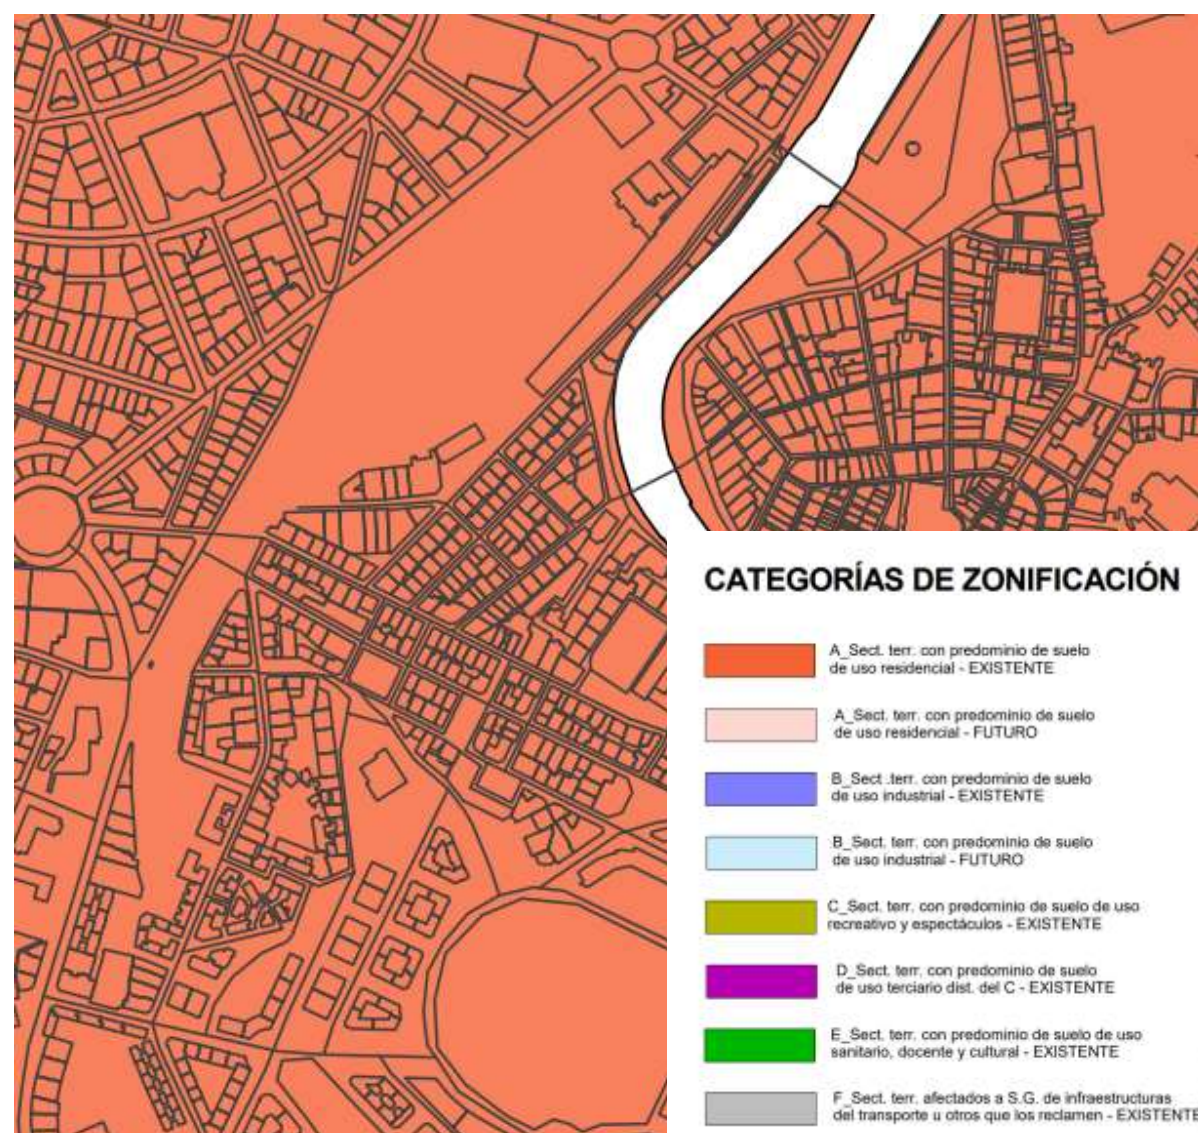 CATEGORÍAS DE ZONIFICACIÓN
A_Sect. terr. con predominio de suelo
de uso residencial - EXISTENTE
A_Sect. terr. con predominio de suelo
de uso residencial - FUTURO
B_Sect .terr. con predominio de suelo
de uso industrial - EXISTENTE
B_Sect. terr. con predominio de suelo
de uso industrial - FUTURO
C_Sect. terr. con predominio de suelo de uso
recreativo y espectáculos - EXISTENTE
D_Sect. terr. con predominio de suelo
de uso terciario dist. del C - EXISTENTE
E_Sect. terr. con predominio de suelo de uso
sanitario, docente y cultural - EXISTENTE
F_Sect. terr. afectados a S.G. de infraestructuras
del transporte u otros que los reclamen - EXISTENTE